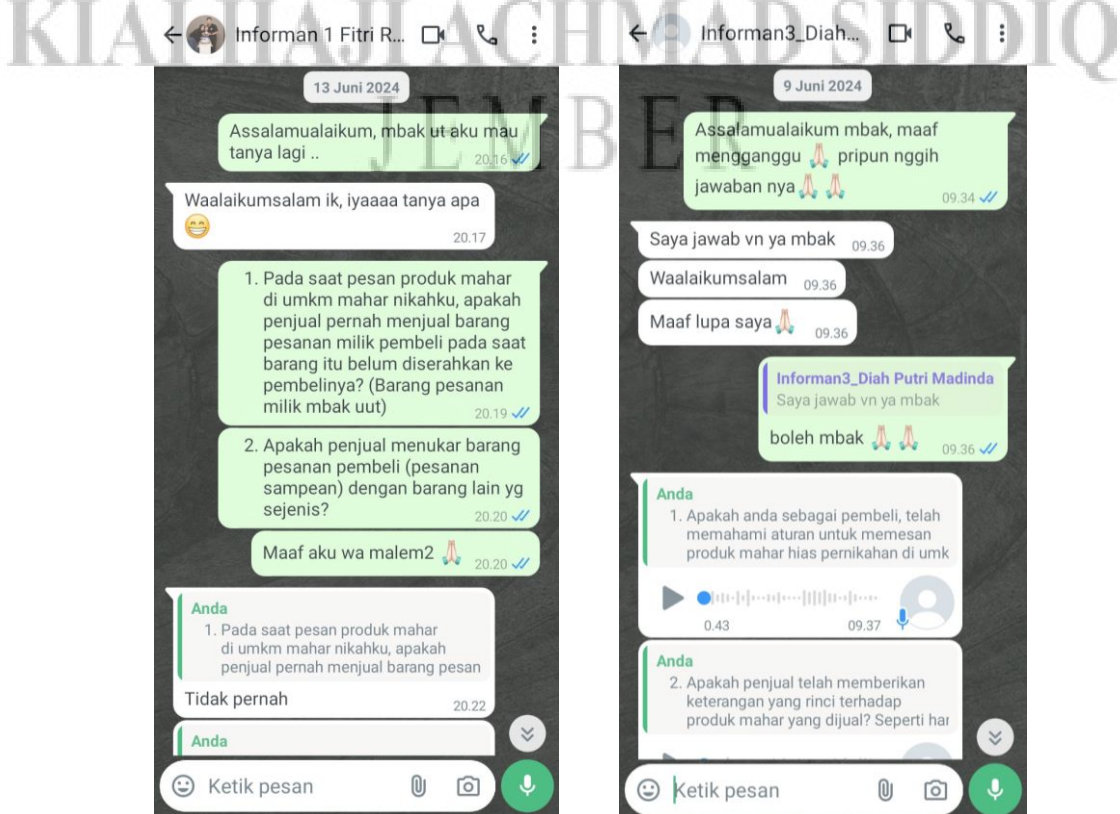 KIAI HAJI ACHMAD SIDDIQ
JEMBER
Informan 1 Fitri R...
13 Juni 2024
Assalamualaikum, mbak ut aku mau
tanya lagi ..
20.16
Waalaikumsalam ik, iyaaaa tanya apa
20.17
1. Pada saat pesan produk mahar
di umkm mahar nikahku, apakah
penjual pernah menjual barang
pesanan milik pembeli pada saat
barang itu belum diserahkan ke
pembelinya? (Barang pesanan
milik mbak uut)
20.19
2. Apakah penjual menukar barang
pesanan pembeli (pesanan
sampean) dengan barang lain yg
sejenis?
20.20
Maaf aku wa malem2
20.20
Anda
1. Pada saat pesan produk mahar
di umkm mahar nikahku, apakah
penjual pernah menjual barang pesan
Tidak pernah
20.22
Anda
Ketik pesan
Informan3_Diah...
9 Juni 2024
Assalamualaikum mbak, maaf
mengganggu pripun nggih
jawaban nya
09.34
Saya jawab vn ya mbak 09.36
Waalaikumsalam 09.36
Maaf lupa saya 09.36
Informan3_Diah Putri Madinda
Saya jawab vn ya mbak
boleh mbak
09.36
Anda
1. Apakah anda sebagai pembeli, telah
memahami aturan untuk memesan
produk mahar hias pernikahan di umk
0.43 09.37
Anda
2. Apakah penjual telah memberikan
keterangan yang rinci terhadap
produk mahar yang dijual? Seperti har
Ketik pesan